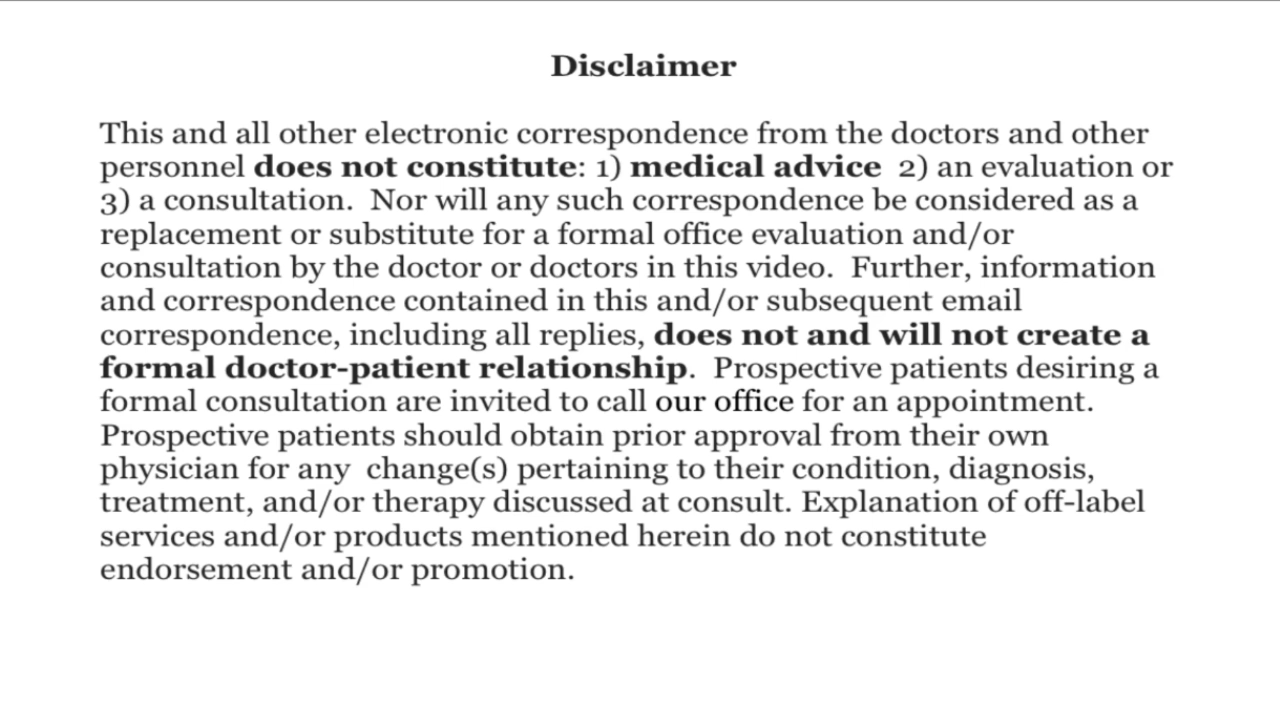 Disclaimer
This and all other electronic correspondence from the doctors and other
personnel does not constitute: 1) medical advice  2) an evaluation or
3) a consultation.  Nor will any such correspondence be considered as a
replacement or substitute for a formal office evaluation and/or
consultation by the doctor or doctors in this video.  Further, information
and correspondence contained in this and/or subsequent email
correspondence, including all replies, does not and will not create a
formal doctor-patient relationship.  Prospective patients desiring a
formal consultation are invited to call our office for an appointment.
Prospective patients should obtain prior approval from their own
physician for any  change(s) pertaining to their condition, diagnosis,
treatment, and/or therapy discussed at consult. Explanation of off-label
services and/or products mentioned herein do not constitute
endorsement and/or promotion.